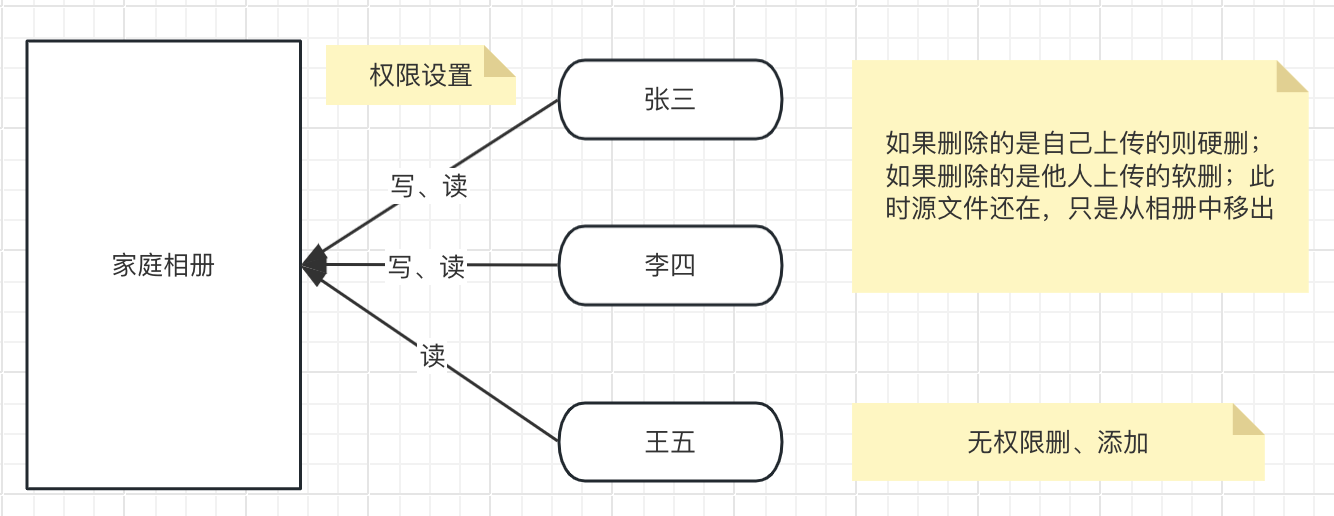 权限设置
张三
如果删除的是自己上传的则硬删；
如果删除的是他人上传的软删；此
时源文件还在，只是从相册中移出
写、读
家庭相册
写、读
李四
读
王五
无权限删、添加